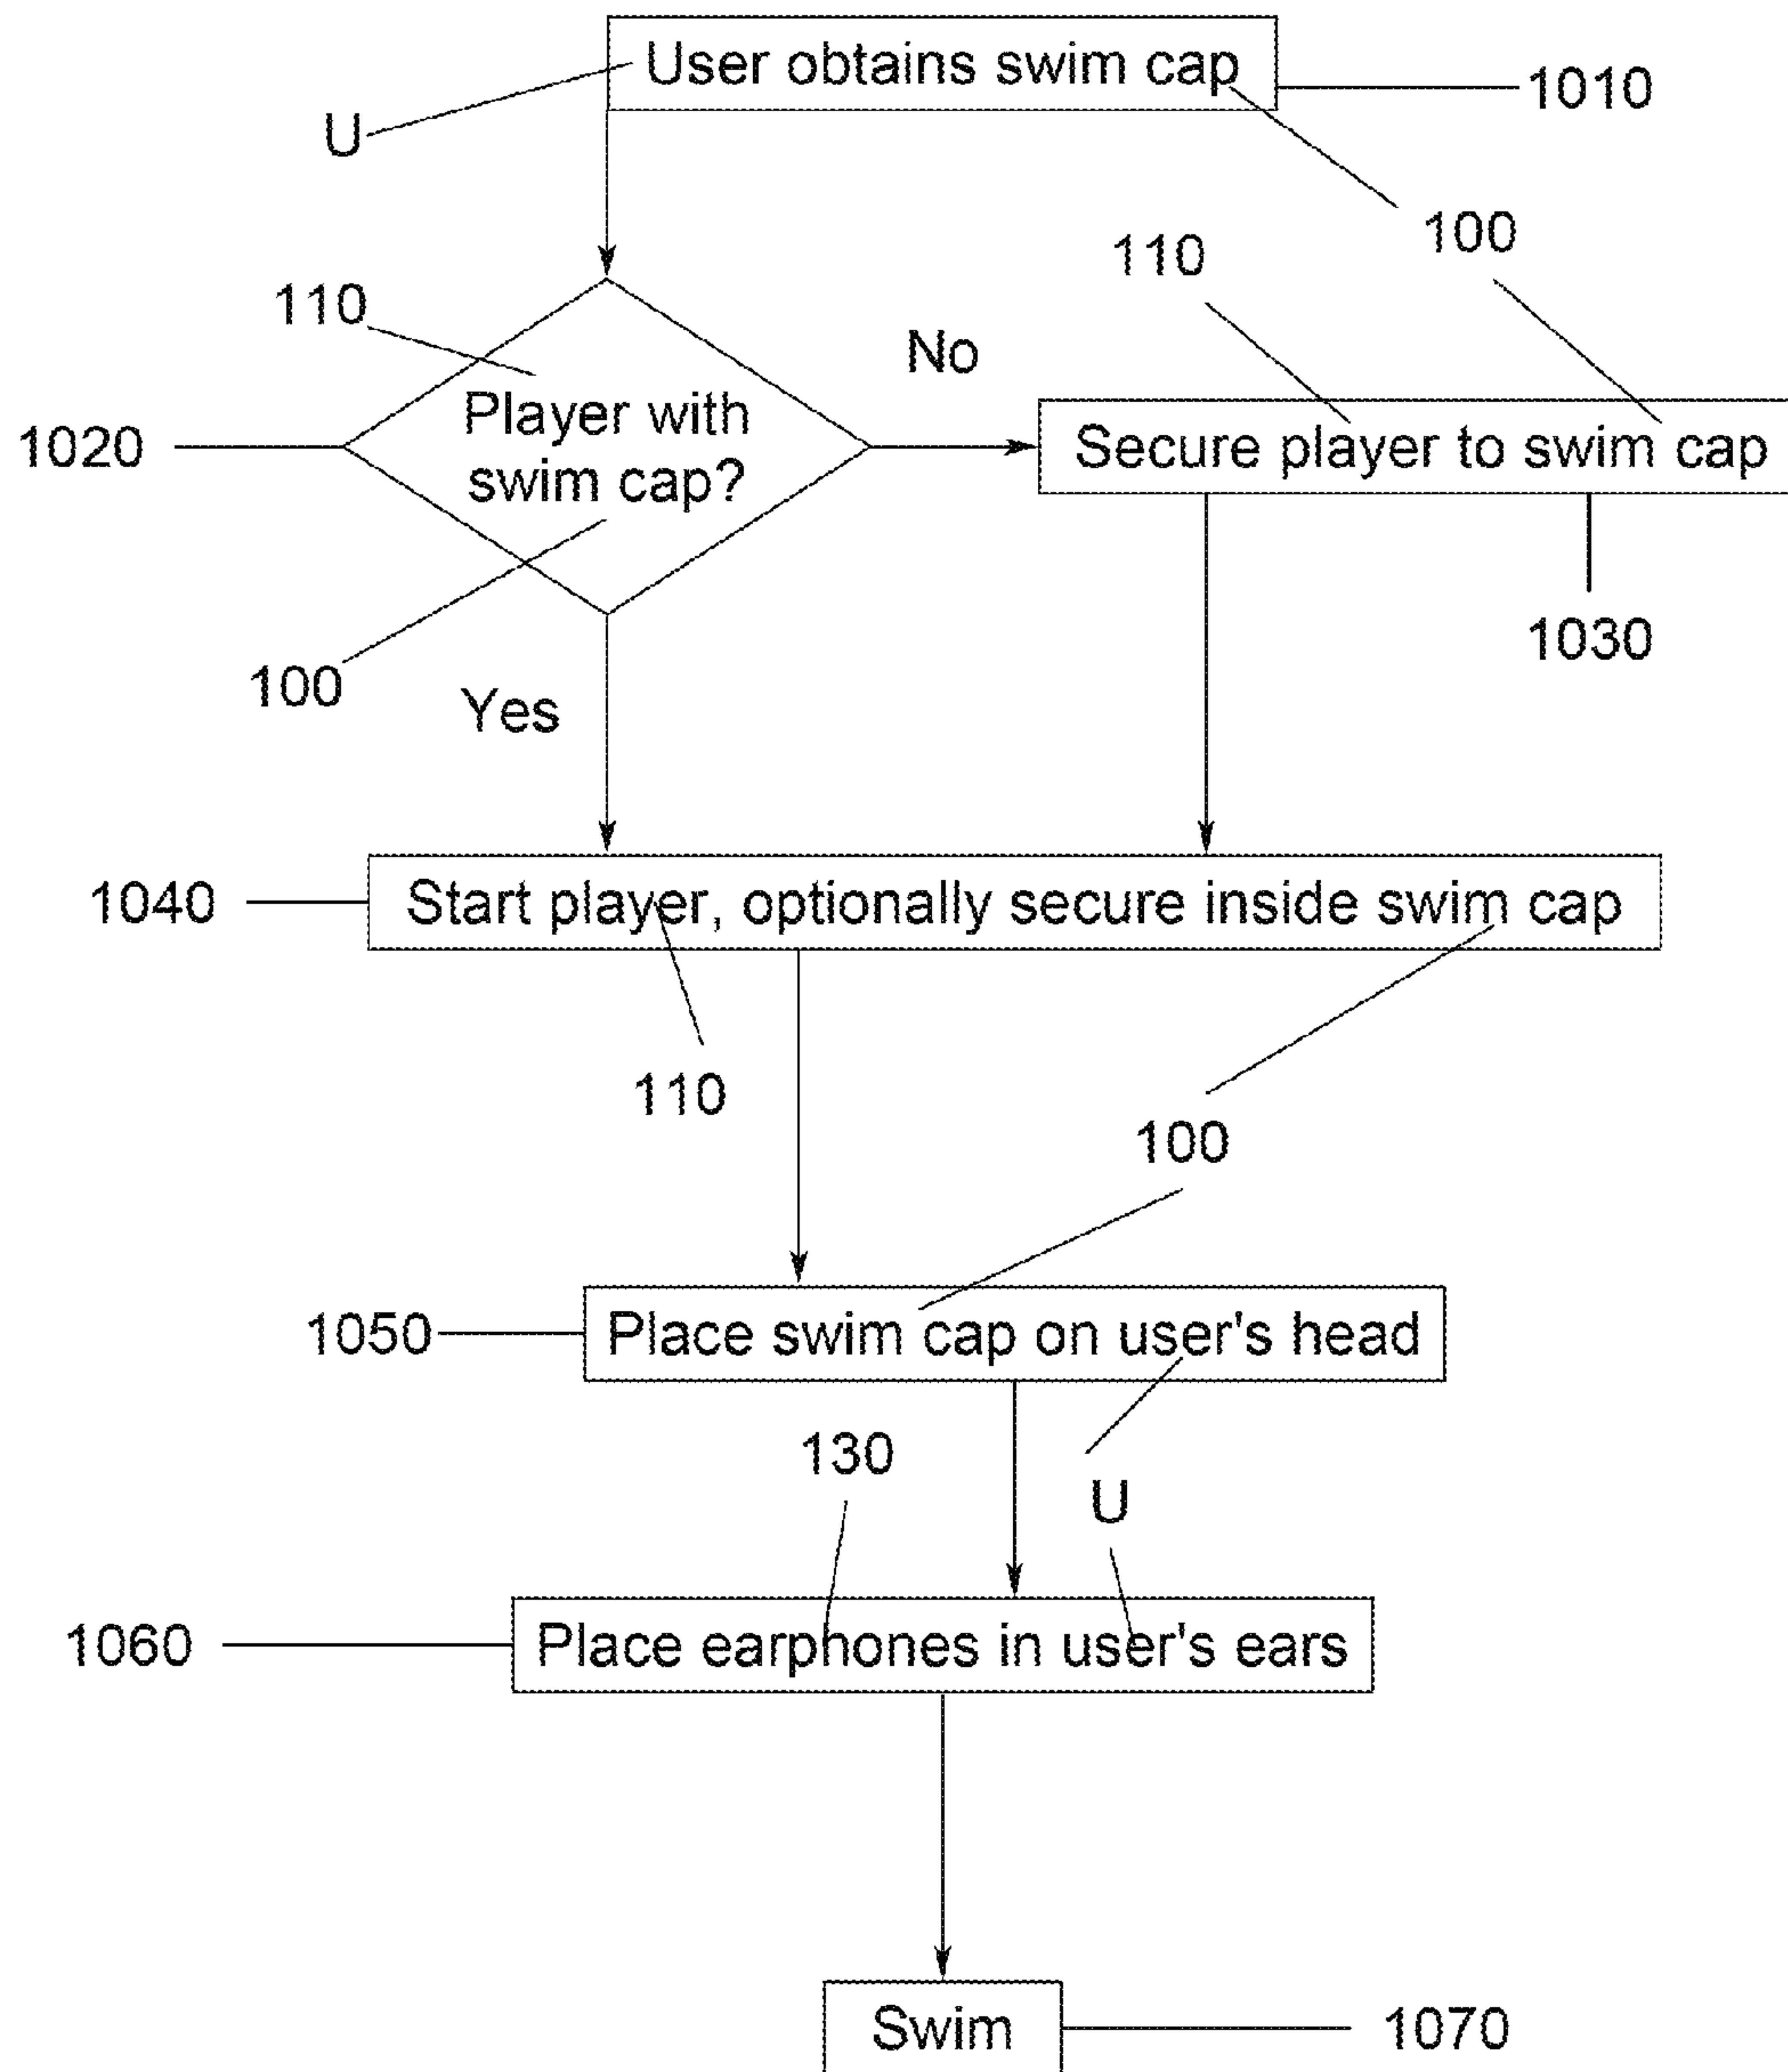 User obtains swim cap
1010
U
100
110
110
No
Player with
swim cap?
1020
Secure player to swim cap
1030
100
Yes
1040
Start player, optionally secure inside swim cap
110
100
1050
Place swim cap on user's head
130
U
1060
Place earphones in user's ears
Swim
1070